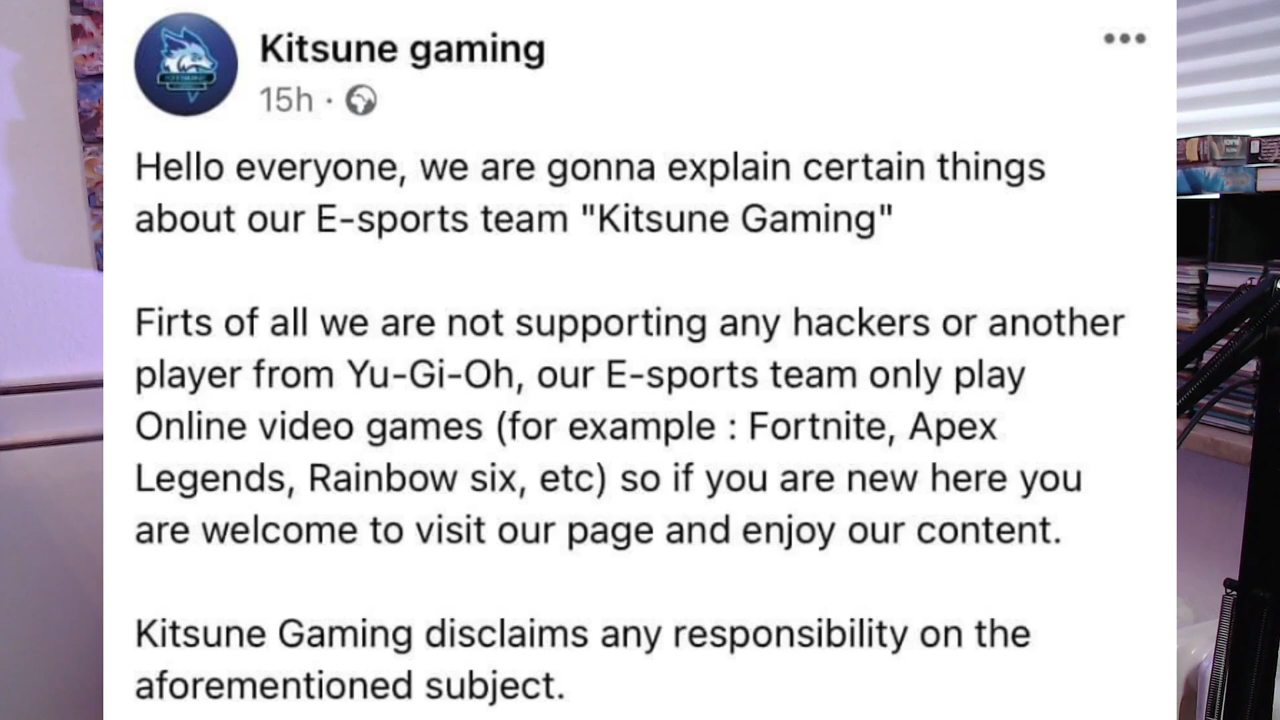 Kitsune gaming
15h ·
Hello everyone, we are gonna explain certain things
about our E-sports team "Kitsune Gaming"
Firts of all we are not supporting any hackers or another
player from Yu-Gi-Oh, our E-sports team only play
Online video games (for example : Fortnite, Apex
Legends, Rainbow six, etc) so if you are new here you
are welcome to visit our page and enjoy our content.
Kitsune Gaming disclaims any responsibility on the
aforementioned subject.